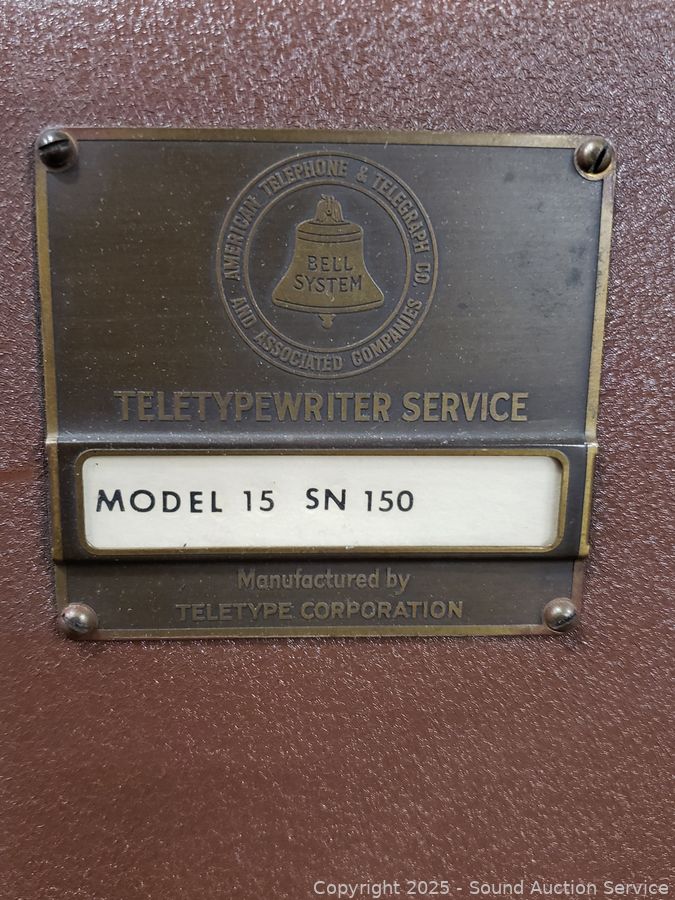 AMERICAN TELEPHONE & TELEGRAPH CO.
AND ASSOCIATED COMPANIES
BELL
SYSTEM
TELETYPEWRITER SERVICE
MODEL 15 SN 150
Manufactured by
TELETYPE CORPORATION
Copyright 2025 - Sound Auction Service